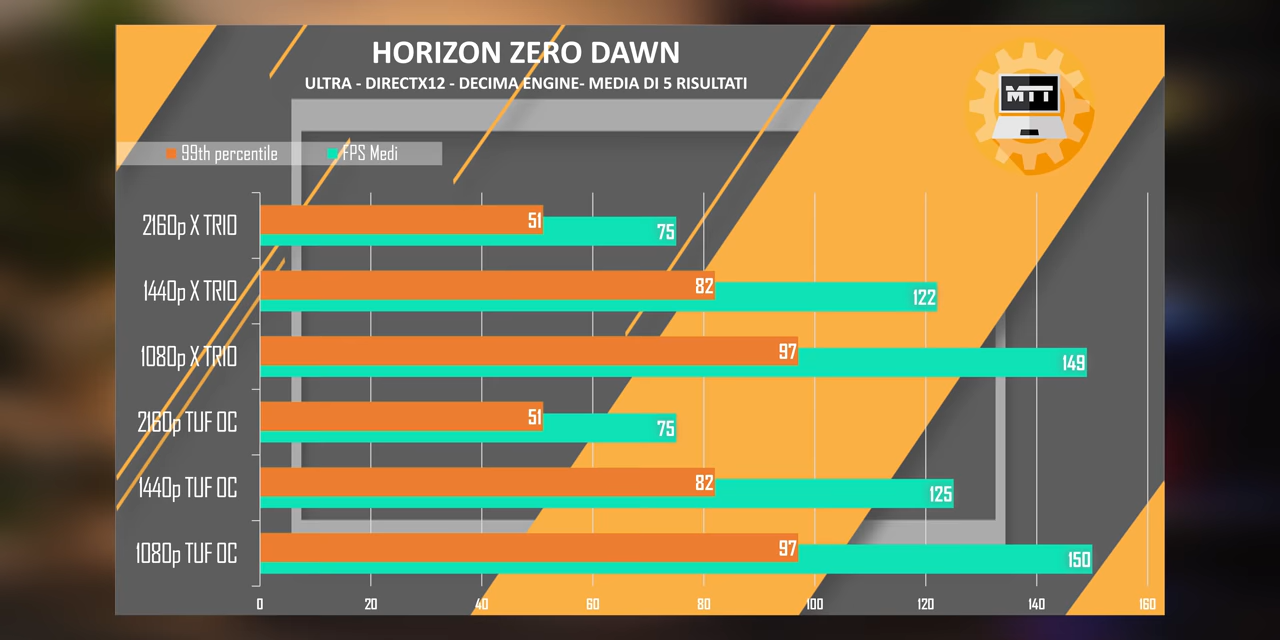 HORIZON ZERO DAWN
ULTRA - DIRECTX12 - DECIMA ENGINE- MEDIA DI 5 RISULTATI
MTT
99th percentile FPS Medi
2160p X TRIO 51 75
1440p X TRIO 82 122
1080p X TRIO 97 149
2160p TUF OC 51 75
1440p TUF OC 82 125
1080p TUF OC 97 150
0 20 40 60 80 100 120 140 160